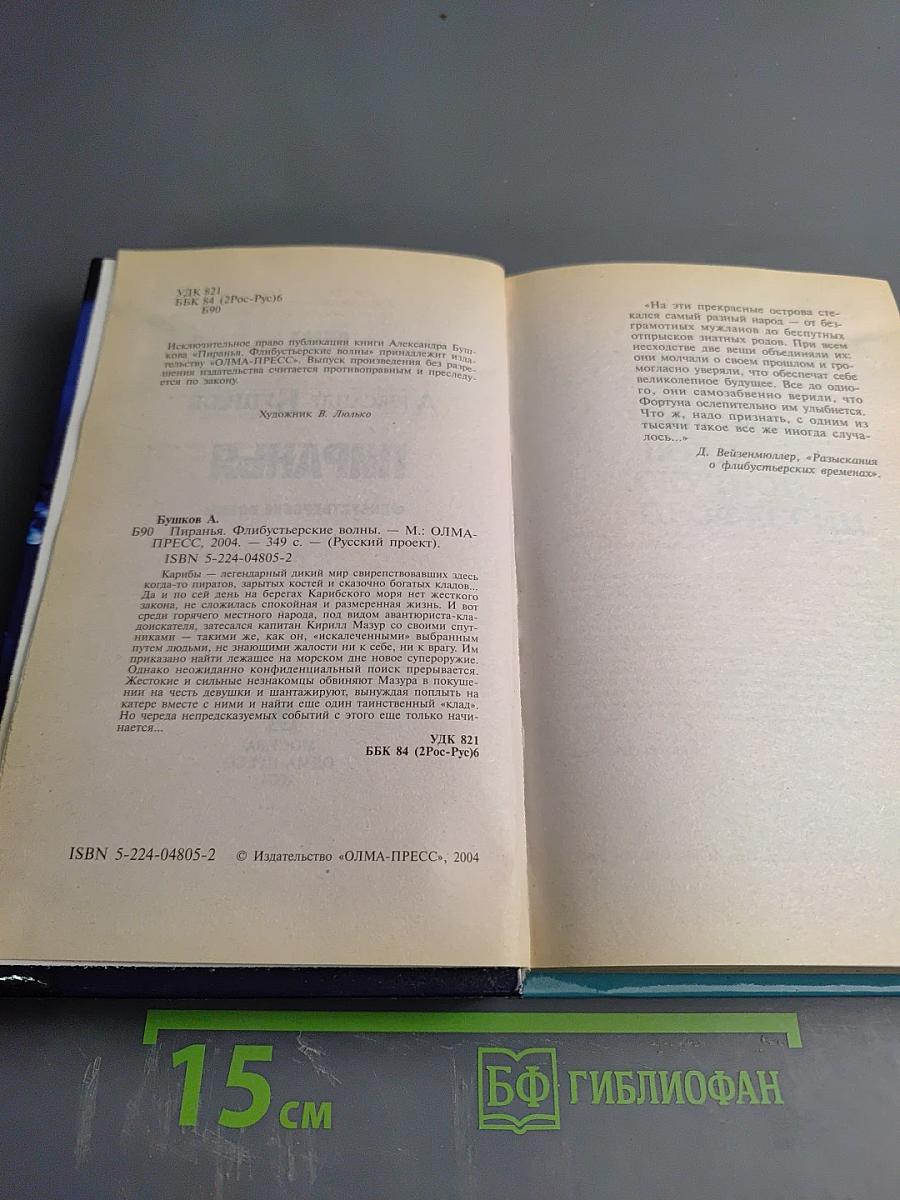 УДК 821
ББК 84 (2Рос-Рус)6
Б90
Исключительное право публикации книги Александра Буш-
кова «Пиранья. Флибустьерские волны» принадлежит изда-
тельству «ОЛМА-ПРЕСС». Выпуск произведения без разре-
шения издательства считается противоправным и преследу-
ется по закону.
Художник В. Люлько
Бушков А.
Б90 Пиранья. Флибустьерские волны. — М.: ОЛМА-
ПРЕСС, 2004. — 349 с. — (Русский проект).
ISBN 5-224-04805-2
Карибы — легендарный дикий мир свирепствовавших здесь
когда-то пиратов, зарытых костей и сказочно богатых кладов...
Да и по сей день на берегах Карибского моря нет жесткого
закона, не сложилась спокойная и размеренная жизнь. И вот
среди горячего местного народа, под видом авантюриста-кла-
доискателя, затесался капитан Кирилл Мазур со своими спут-
никами — такими же, как он, «искалеченными» выбранным
путем людьми, не знающими жалости ни к себе, ни к врагу. Им
приказано найти лежащее на морском дне новое супероружие.
Однако неожиданно конфиденциальный поиск прерывается.
Жестокие и сильные незнакомцы обвиняют Мазура в покуше-
нии на честь девушки и шантажируют, вынуждая поплыть на
катере вместе с ними и найти еще один таинственный «клад».
Но череда непредсказуемых событий с этого еще только начи-
нается...
УДК 821
ББК 84 (2Рос-Рус)6
ISBN 5-224-04805-2 © Издательство «ОЛМА-ПРЕСС», 2004
«На эти прекрасные острова сте-
кался самый разный народ — от без-
грамотных мужланов до беспутных
отпрысков знатных родов. При всем
несходстве две вещи объединяли их:
они молчали о своем прошлом и гро-
могласно уверяли, что обеспечат себе
великолепное будущее. Все до одно-
го, они самозабвенно верили, что
Фортуна ослепительно им улыбнется.
Что ж, надо признать, с одним из
тысячи такое все же иногда случа-
лось...»
Д. Вейзенмюллер, «Разыскания
о флибустьерских временах».
15 см
БФ ГИБЛИОФАН